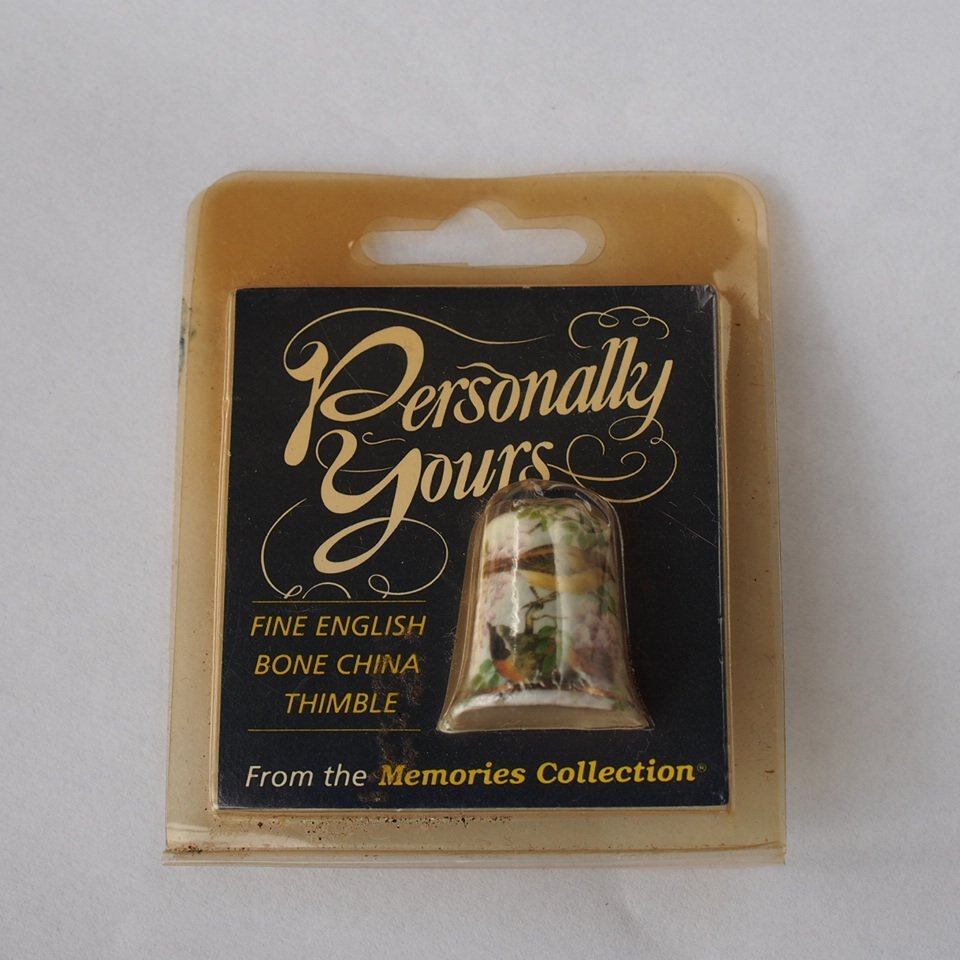 Personally
Yours
FINE ENGLISH
BONE CHINA
THIMBLE
From the Memories Collection®